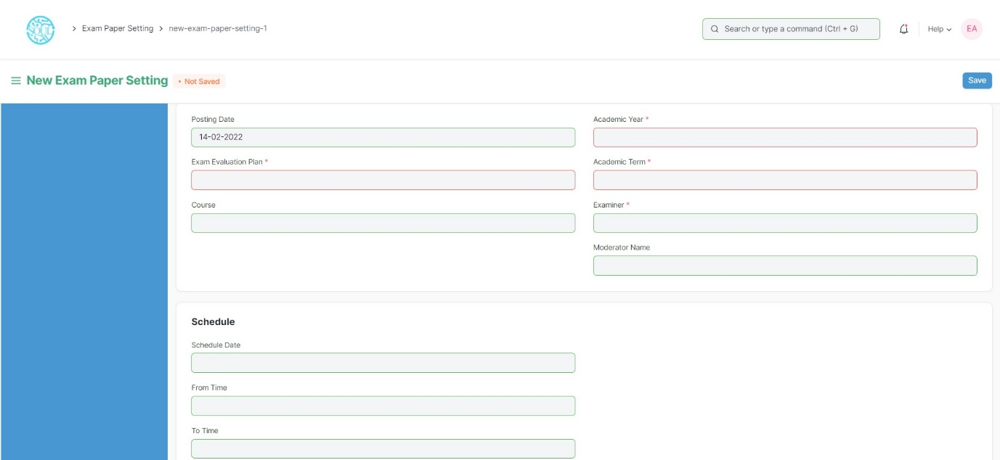 SOUL
Exam Paper Setting
new-exam-paper-setting-1
Search or type a command (Ctrl + G)
Help
EA
New Exam Paper Setting
• Not Saved
Save
Posting Date
14-02-2022
Academic Year *
Exam Evaluation Plan *
Academic Term *
Course
Examiner *
Moderator Name
Schedule
Schedule Date
From Time
To Time